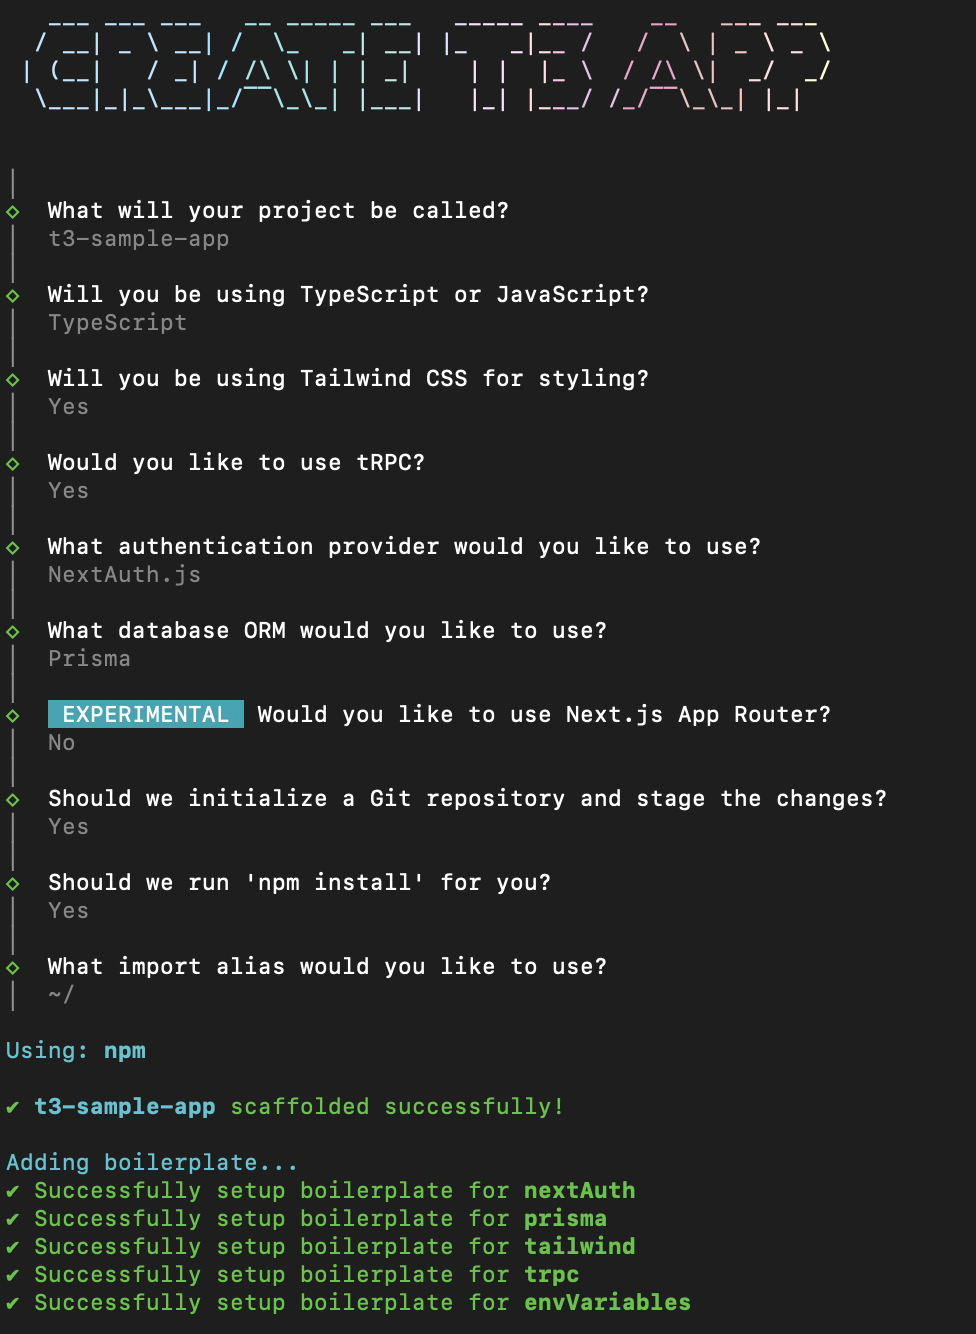 CREATE T3 APP
What will your project be called?
t3-sample-app
Will you be using TypeScript or JavaScript?
TypeScript
Will you be using Tailwind CSS for styling?
Yes
Would you like to use tRPC?
Yes
What authentication provider would you like to use?
NextAuth.js
What database ORM would you like to use?
Prisma
EXPERIMENTAL Would you like to use Next.js App Router?
No
Should we initialize a Git repository and stage the changes?
Yes
Should we run 'npm install' for you?
Yes
What import alias would you like to use?
~/
Using: npm
✔ t3-sample-app scaffolded successfully!
Adding boilerplate...
✔ Successfully setup boilerplate for nextAuth
✔ Successfully setup boilerplate for prisma
✔ Successfully setup boilerplate for tailwind
✔ Successfully setup boilerplate for trpc
✔ Successfully setup boilerplate for envVariables